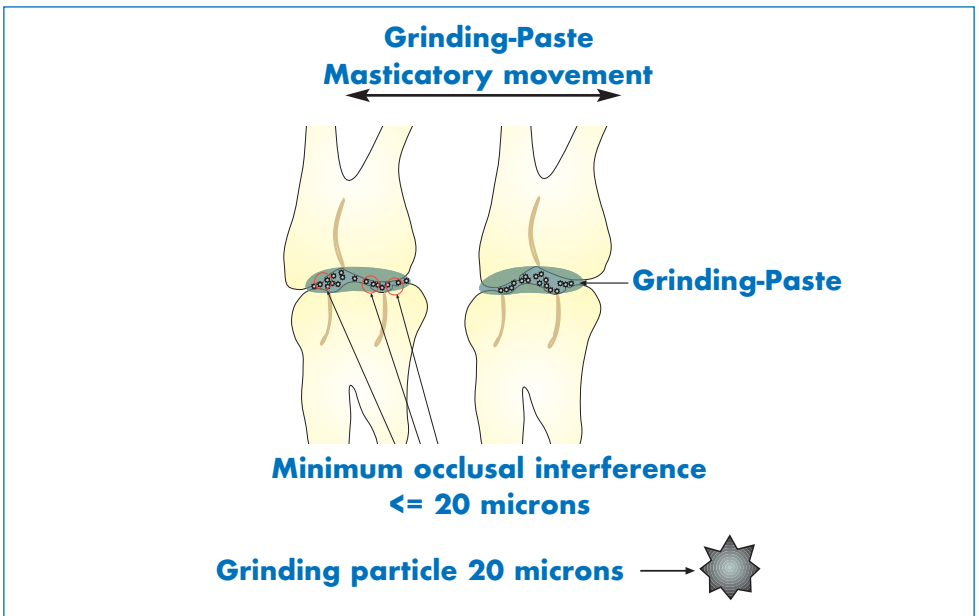 Grinding-Paste
Masticatory movement
Grinding-Paste
Minimum occlusal interference
<= 20 microns
Grinding particle 20 microns